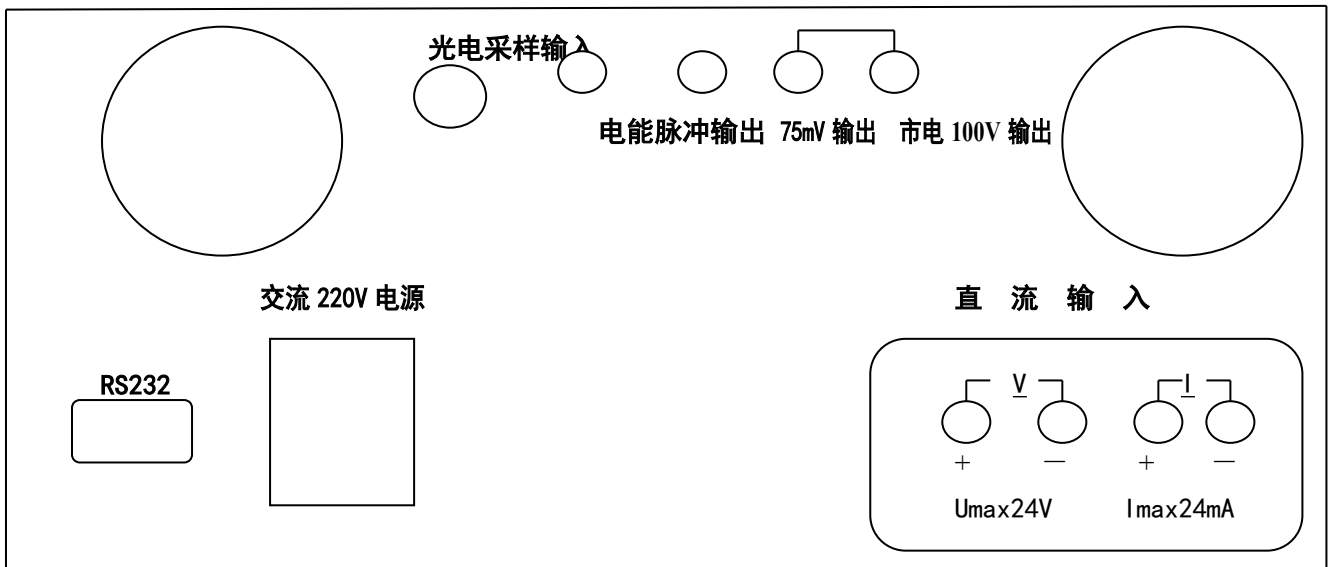 光电采样输入
电能脉冲输出 75mV 输出 市电 100V 输出
交流 220V 电源
直 流 输 入
RS232
V I
+ — + —
Umax24V Imax24mA